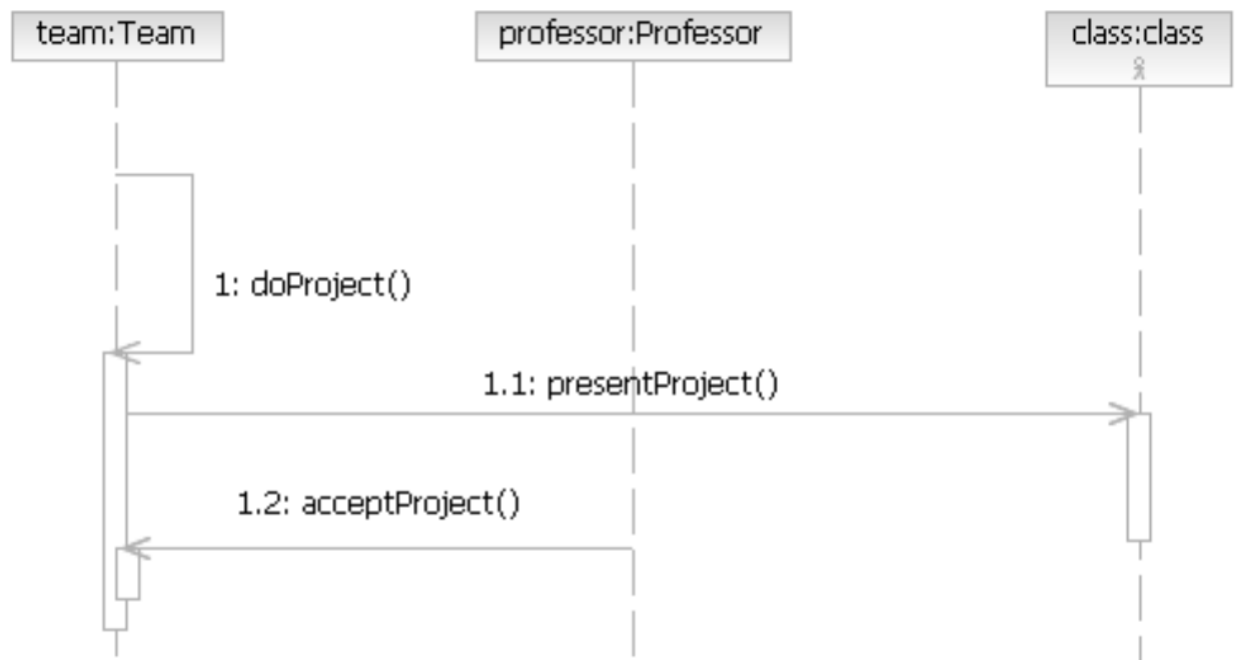 team:Team
professor:Professor
class:class
1: doProject()
1.1: presentProject()
1.2: acceptProject()